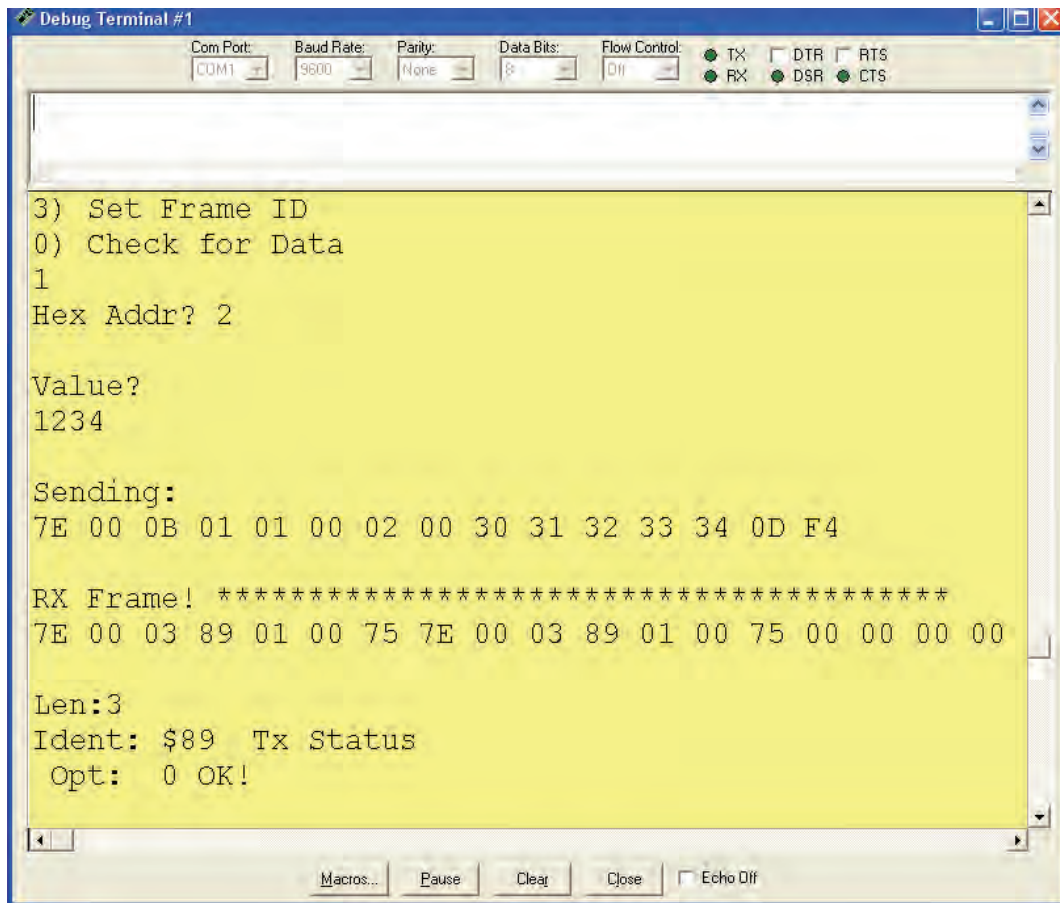 Debug Terminal #1
Com Port: Baud Rate: Parity: Data Bits: Flow Control:
COM1 9600 None 8 Off
TX DTR RTS
RX DSR CTS
3) Set Frame ID
0) Check for Data
1
Hex Addr? 2
Value?
1234
Sending:
7E 00 0B 01 01 00 02 00 30 31 32 33 34 0D F4
RX Frame! ****************************************
7E 00 03 89 01 00 75 7E 00 03 89 01 00 75 00 00 00 00
Len:3
Ident: $89  Tx Status
Opt:  0 OK!
Macros... Pause Clear Close Echo Off